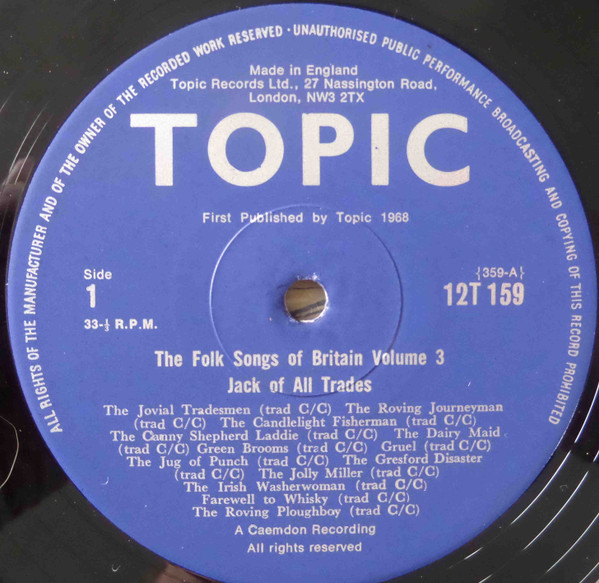 ALL RIGHTS OF THE MANUFACTURER AND OF THE OWNER OF THE RECORDED WORK RESERVED · UNAUTHORISED PUBLIC PERFORMANCE BROADCASTING AND COPYING OF THIS RECORD PROHIBITED
Made in England
Topic Records Ltd., 27 Nassington Road,
London, NW3 2TX
TOPIC
First Published by Topic 1968
Side
1
33-⅓ R.P.M.
{359-A}
12T 159
The Folk Songs of Britain Volume 3
Jack of All Trades
The Jovial Tradesmen (trad C/C) The Roving Journeyman
(trad C/C) The Candlelight Fisherman (trad C/C)
The Canny Shepherd Laddie (trad C/C) The Dairy Maid
(trad C/C) Green Brooms (trad C/C) Gruel (trad C/C)
The Jug of Punch (trad C/C) The Gresford Disaster
(trad C/C) The Jolly Miller (trad C/C)
The Irish Washerwoman (trad C/C)
Farewell to Whisky (trad C/C)
The Roving Ploughboy (trad C/C)
A Caemdon Recording
All rights reserved